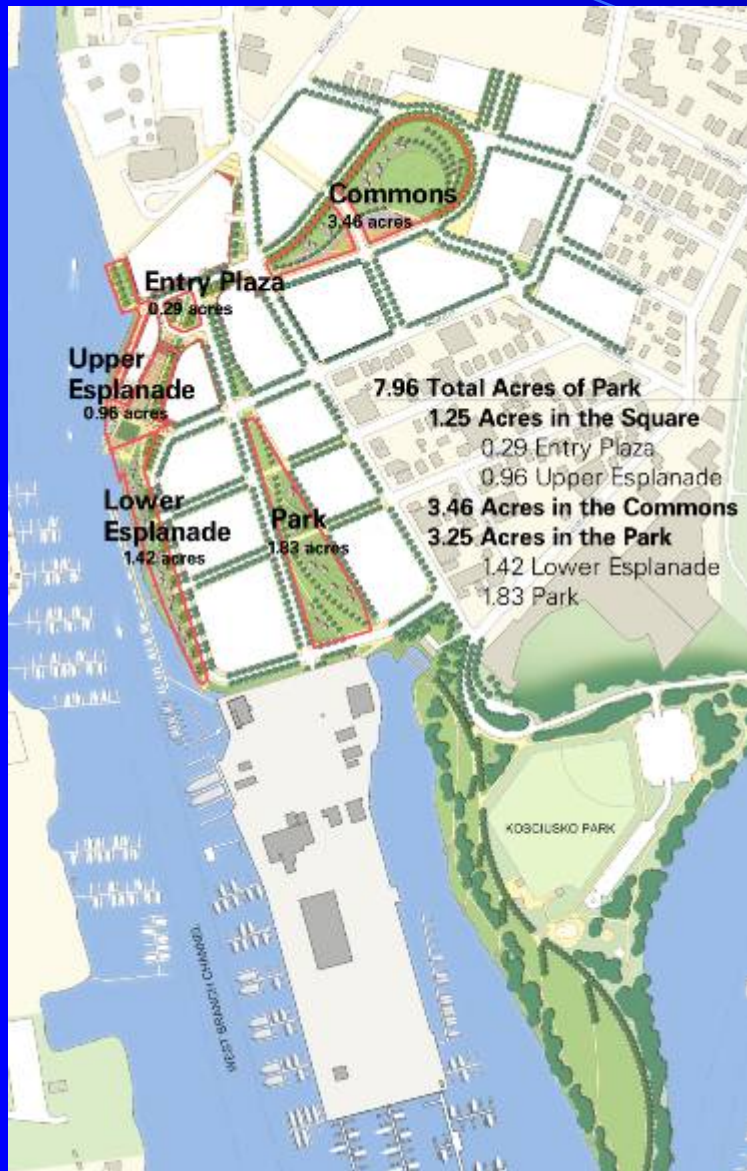 Commons
3.46 acres
Entry Plaza
0.29 acres
Upper
Esplanade
0.96 acres
Lower
Esplanade
1.42 acres
Park
1.83 acres
7.96 Total Acres of Park
1.25 Acres in the Square
0.29 Entry Plaza
0.96 Upper Esplanade
3.46 Acres in the Commons
3.25 Acres in the Park
1.42 Lower Esplanade
1.83 Park
KOSCIUSKO PARK
WEST BRANCH CHANNEL